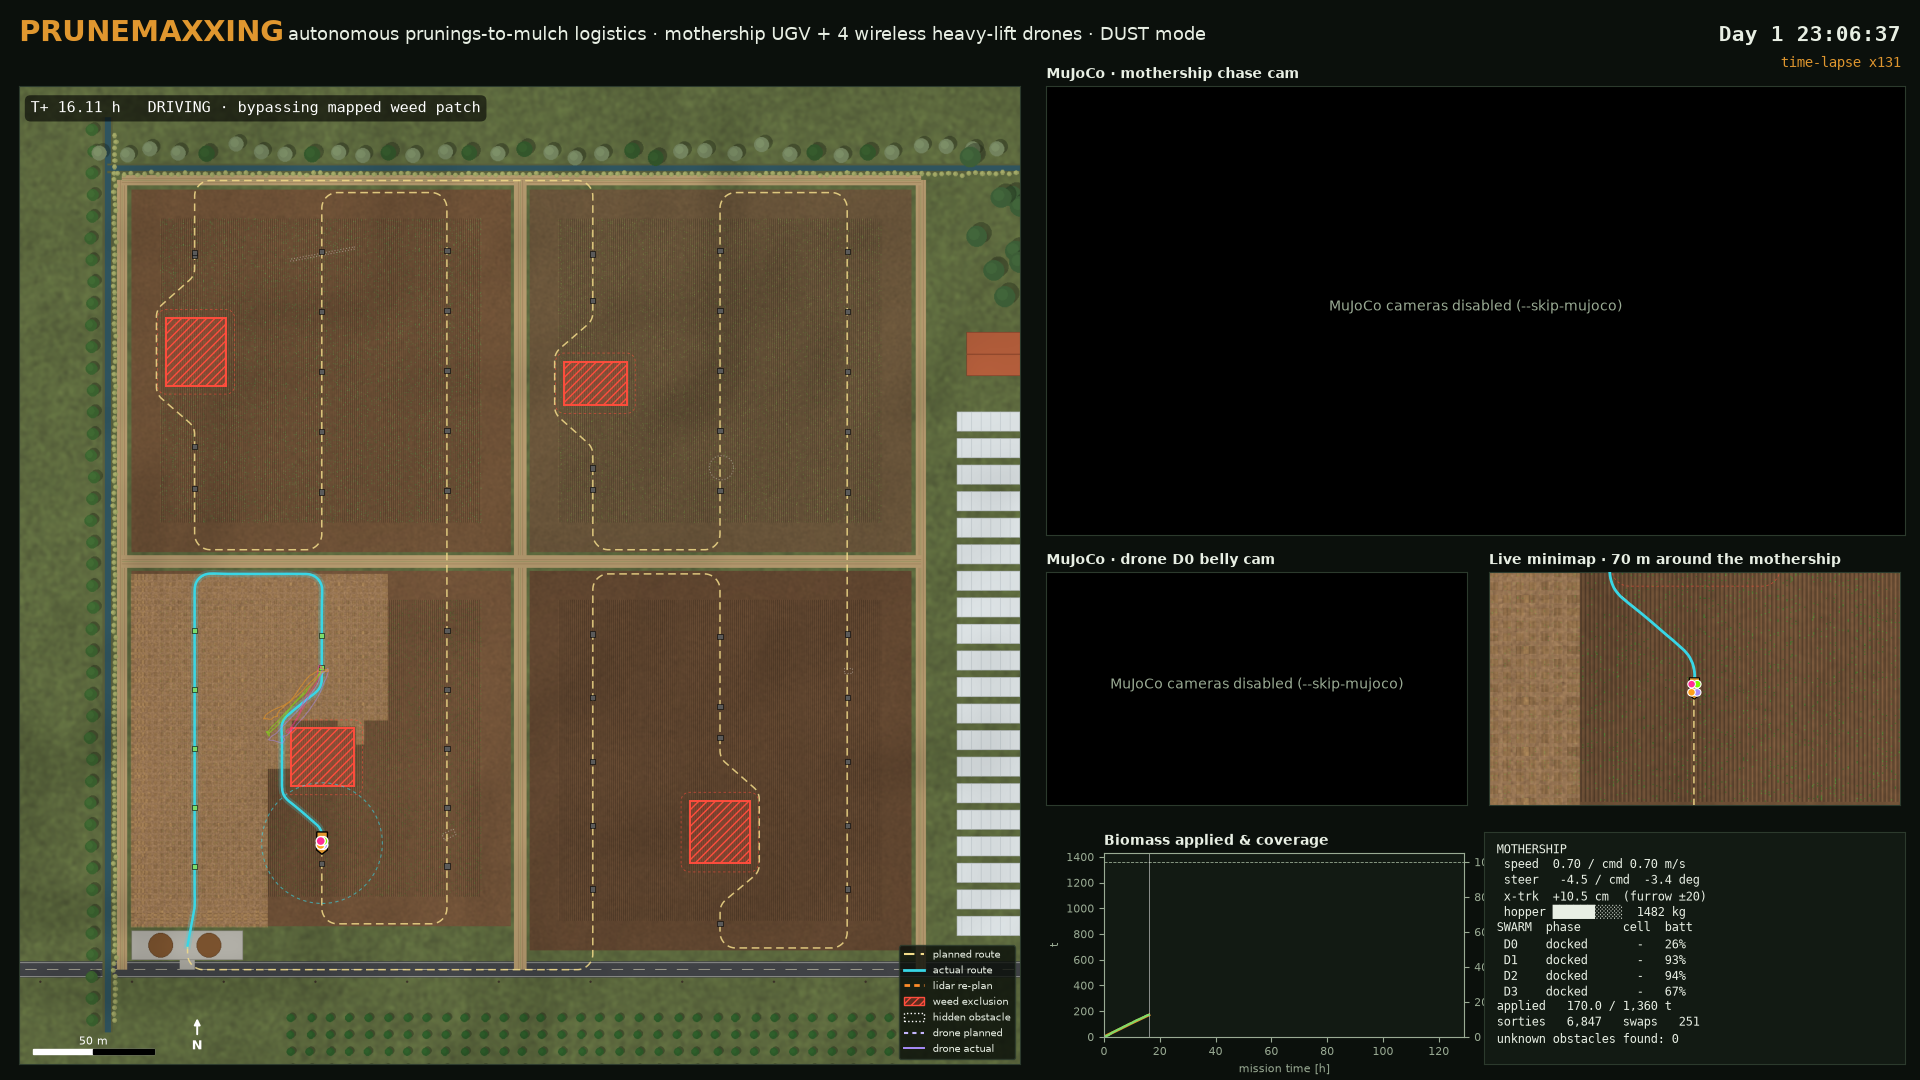 PRUNEMAXXING autonomous prunings-to-mulch logistics · mothership UGV + 4 wireless heavy-lift drones · DUST mode
Day 1 23:06:37
time-lapse x131
T+ 16.11 h DRIVING · bypassing mapped weed patch
MuJoCo · mothership chase cam
MuJoCo cameras disabled (--skip-mujoco)
MuJoCo · drone D0 belly cam
MuJoCo cameras disabled (--skip-mujoco)
Live minimap · 70 m around the mothership
50 m
N
planned route
actual route
lidar re-plan
weed exclusion
hidden obstacle
drone planned
drone actual
Biomass applied & coverage
1400
1200
1000
800
600
400
200
0
t
0 20 40 60 80 100 120
mission time [h]
MOTHERSHIP
speed 0.70 / cmd 0.70 m/s
steer -4.5 / cmd -3.4 deg
x-trk +10.5 cm (furrow ±20)
hopper 1482 kg
SWARM phase cell batt
D0 docked - 26%
D1 docked - 93%
D2 docked - 94%
D3 docked - 67%
applied 170.0 / 1,360 t
sorties 6,847 swaps 251
unknown obstacles found: 0